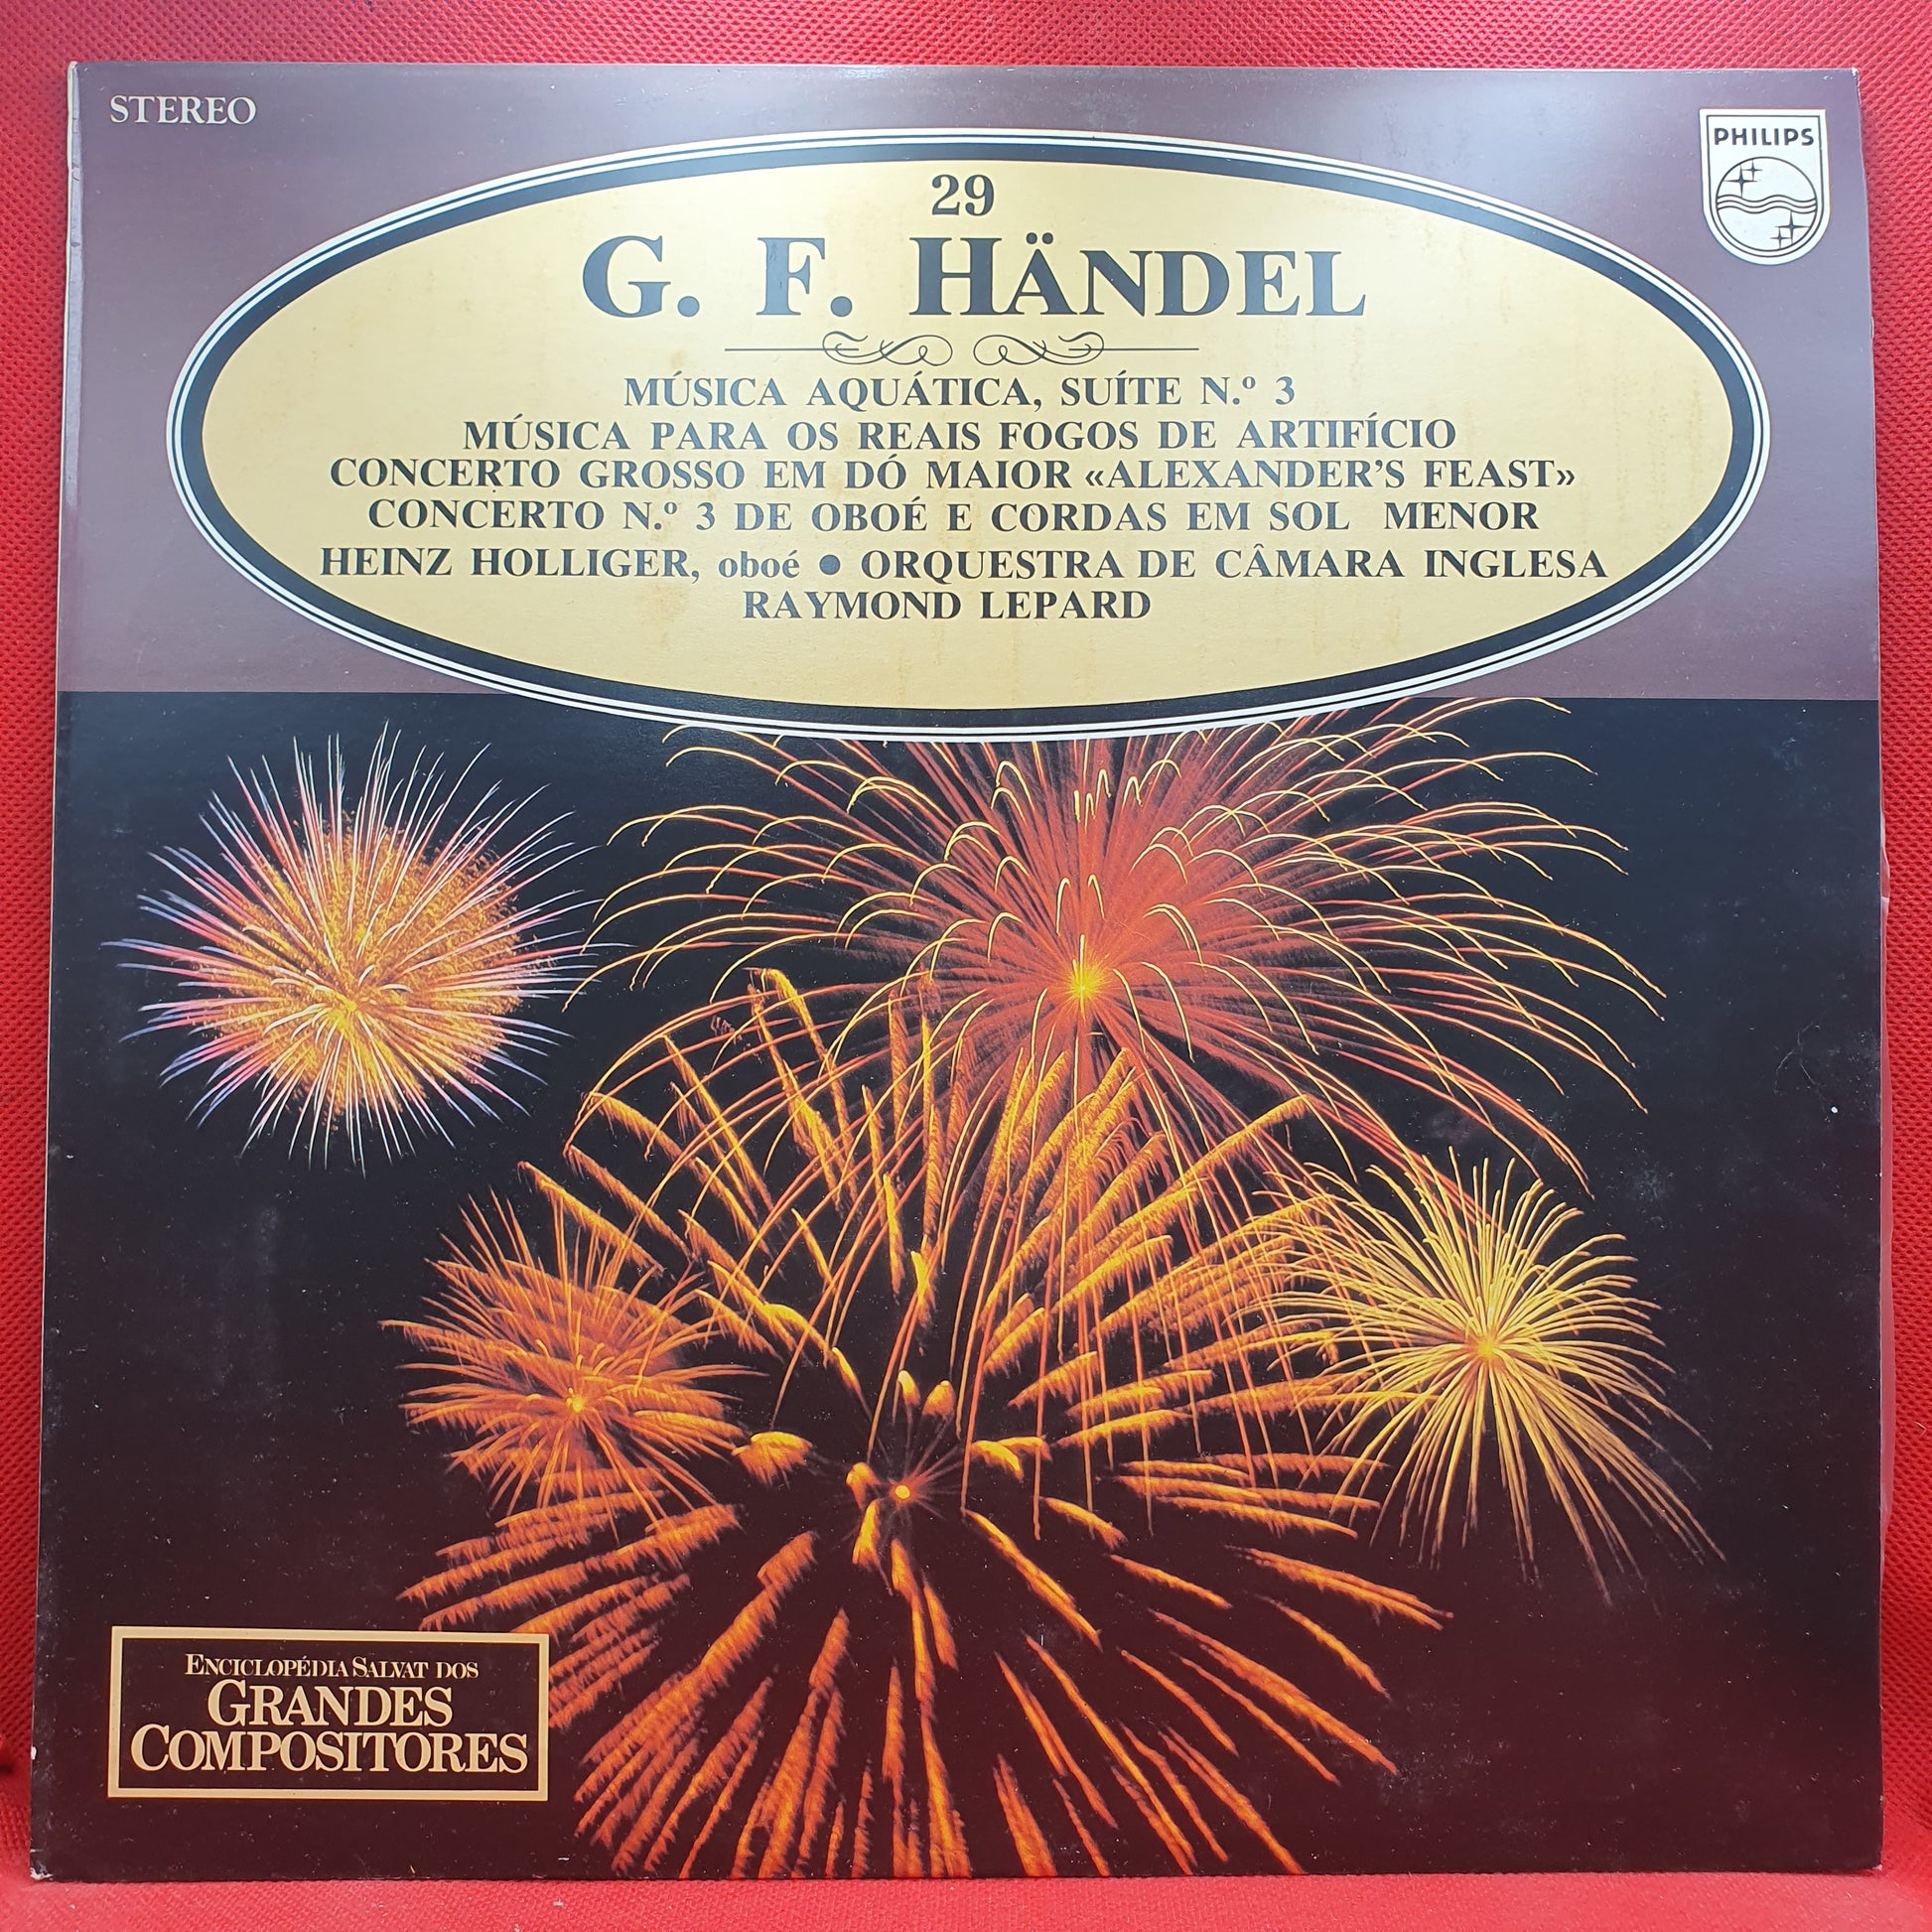 STEREO
PHILIPS
29
G. F. HÄNDEL
MÚSICA AQUÁTICA, SUÍTE N.º 3
MÚSICA PARA OS REAIS FOGOS DE ARTIFÍCIO
CONCERTO GROSSO EM DÓ MAIOR «ALEXANDER'S FEAST»
CONCERTO N.º 3 DE OBOÉ E CORDAS EM SOL MENOR
HEINZ HOLLIGER, oboé • ORQUESTRA DE CÂMARA INGLESA
RAYMOND LEPARD
ENCICLOPÉDIA SALVAT DOS
GRANDES
COMPOSITORES